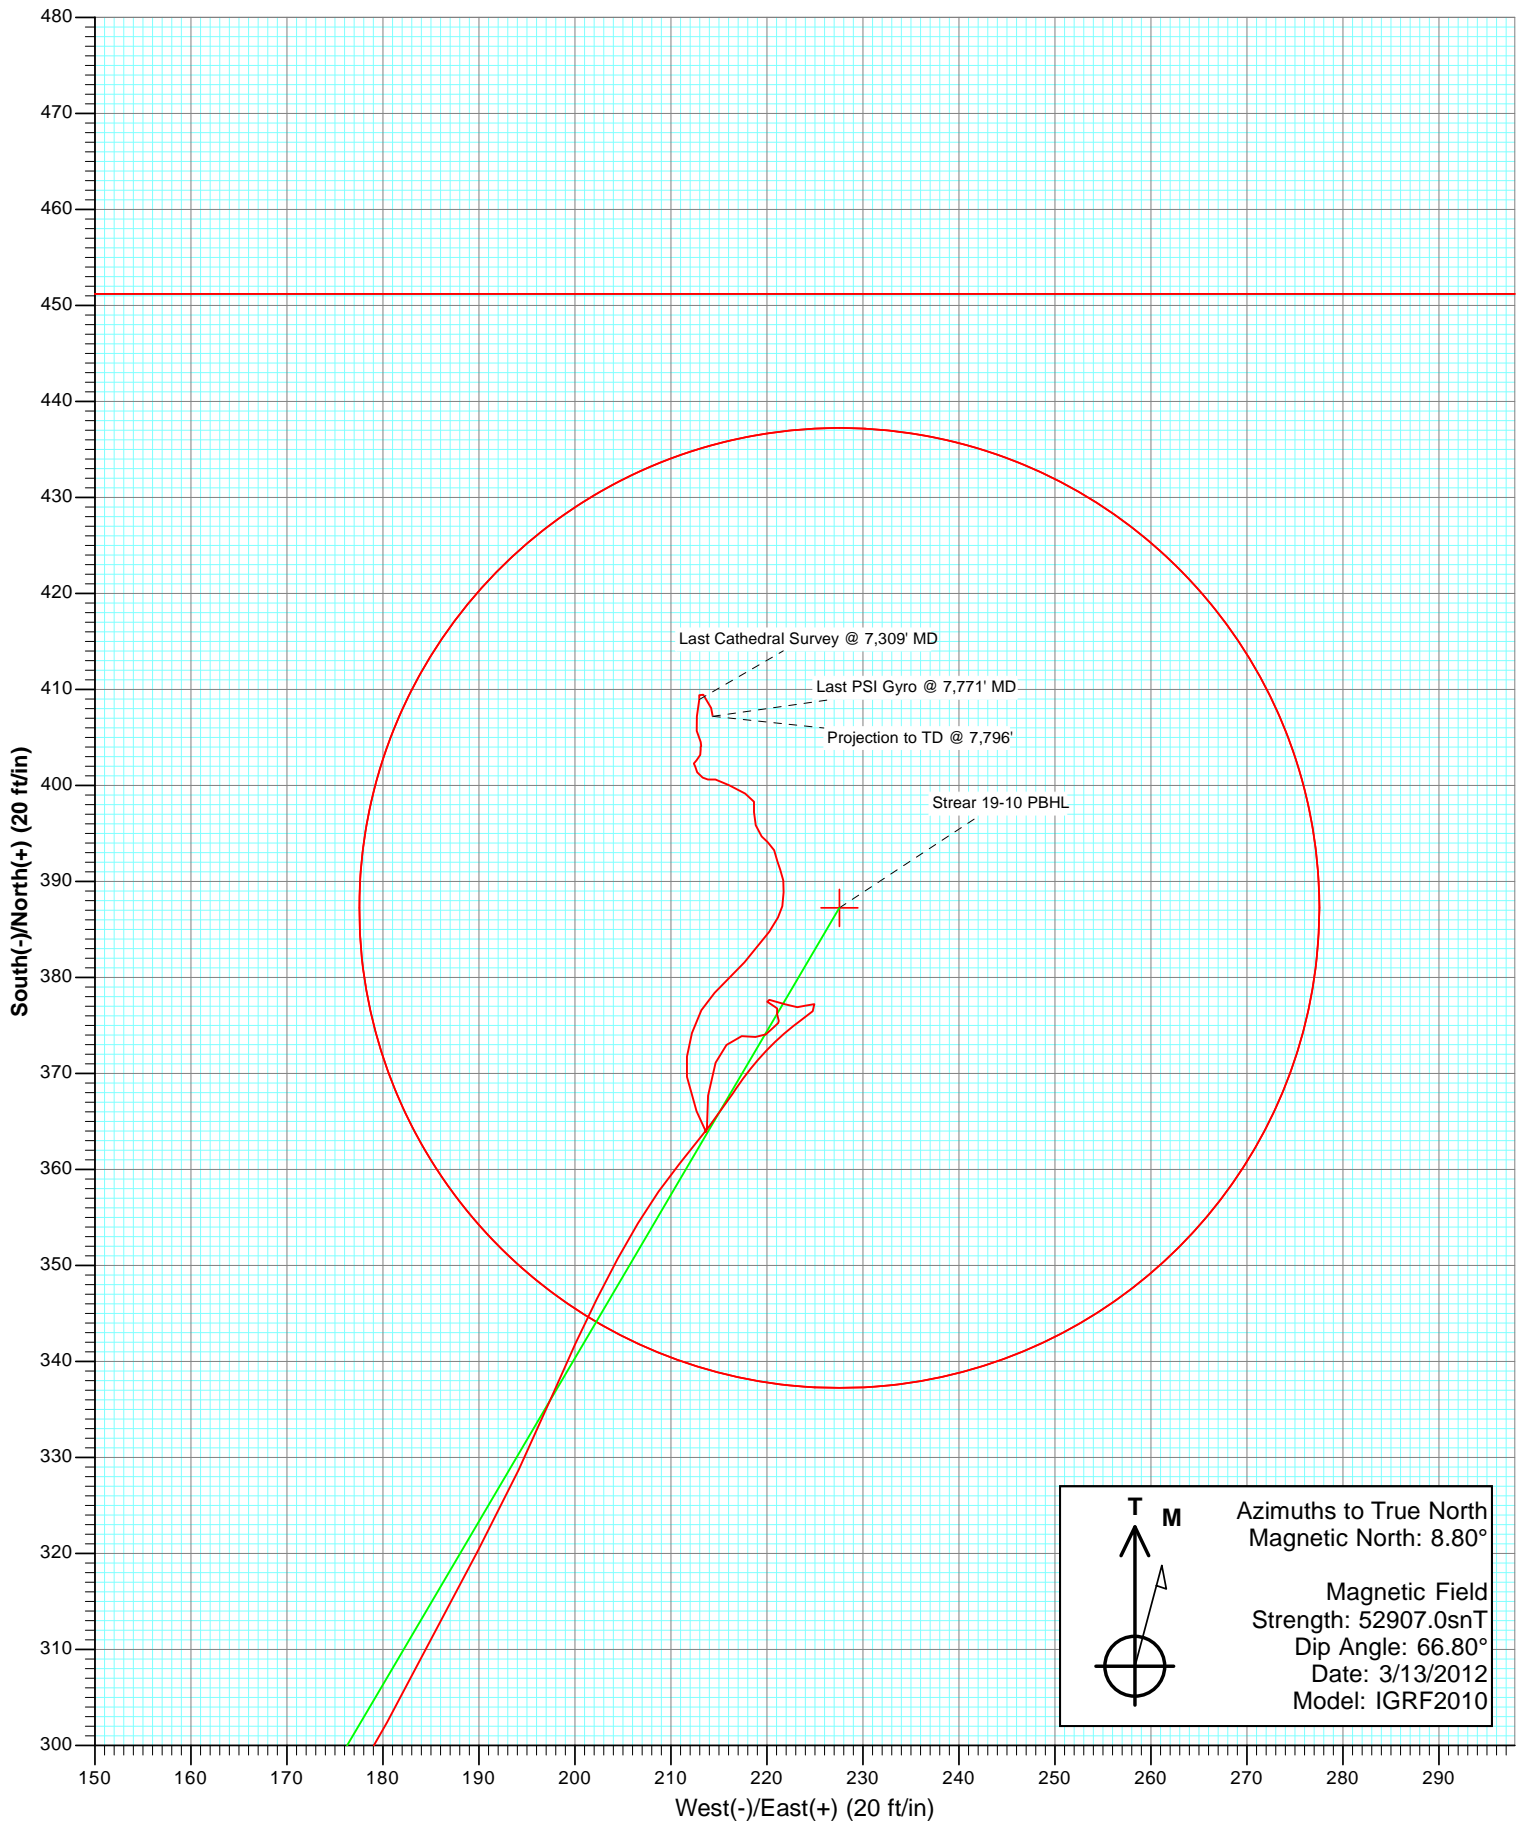 480
470
460
450
440
430
420
410
400
390
380
370
360
350
340
330
320
310
300
South(-)/North(+) (20 ft/in)
Last Cathedral Survey @ 7,309' MD
Last PSI Gyro @ 7,771' MD
Projection to TD @ 7,796'
Strear 19-10 PBHL
T M
Azimuths to True North
Magnetic North: 8.80°
Magnetic Field
Strength: 52907.0snT
Dip Angle: 66.80°
Date: 3/13/2012
Model: IGRF2010
150 160 170 180 190 200 210 220 230 240 250 260 270 280 290
West(-)/East(+) (20 ft/in)